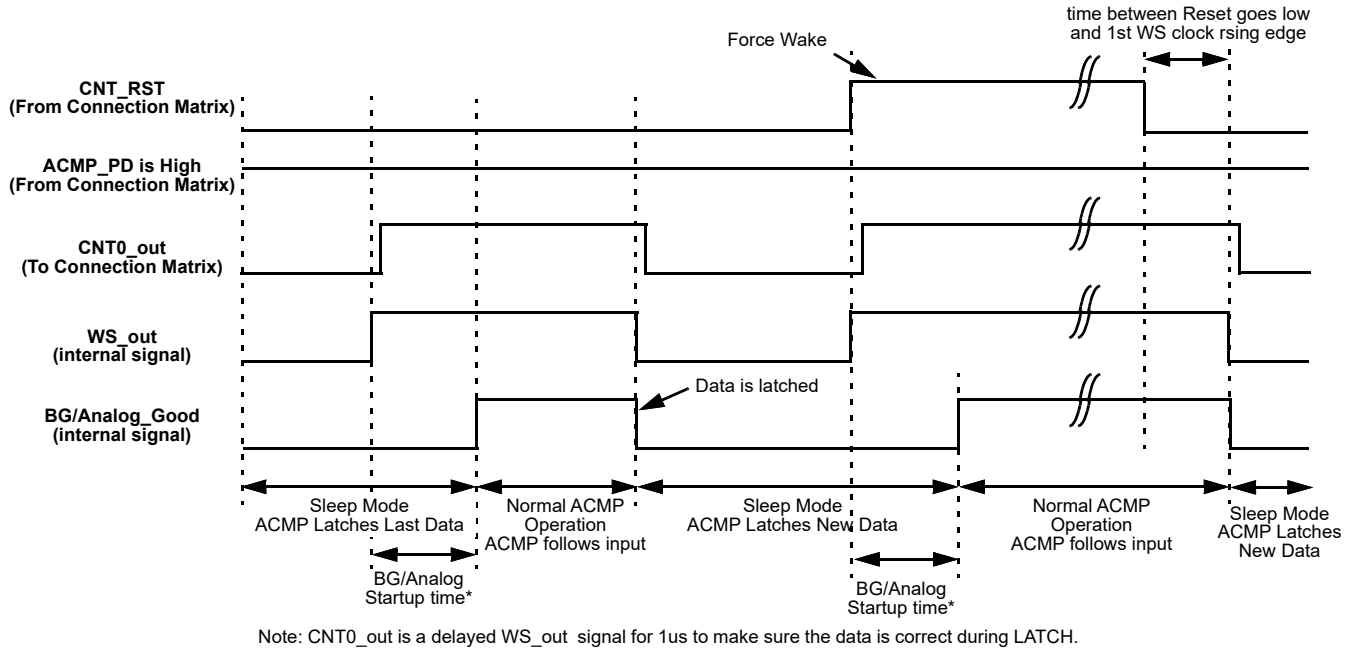 time between Reset goes low
and 1st WS clock rsing edge
Force Wake
CNT_RST
(From Connection Matrix)
ACMP_PD is High
(From Connection Matrix)
CNT0_out
(To Connection Matrix)
WS_out
(internal signal)
Data is latched
BG/Analog_Good
(internal signal)
Sleep Mode
ACMP Latches Last Data
Normal ACMP
Operation
ACMP follows input
Sleep Mode
ACMP Latches New Data
Normal ACMP
Operation
ACMP follows input
Sleep Mode
ACMP Latches
New Data
BG/Analog
Startup time*
BG/Analog
Startup time*
Note: CNT0_out is a delayed WS_out signal for 1us to make sure the data is correct during LATCH.